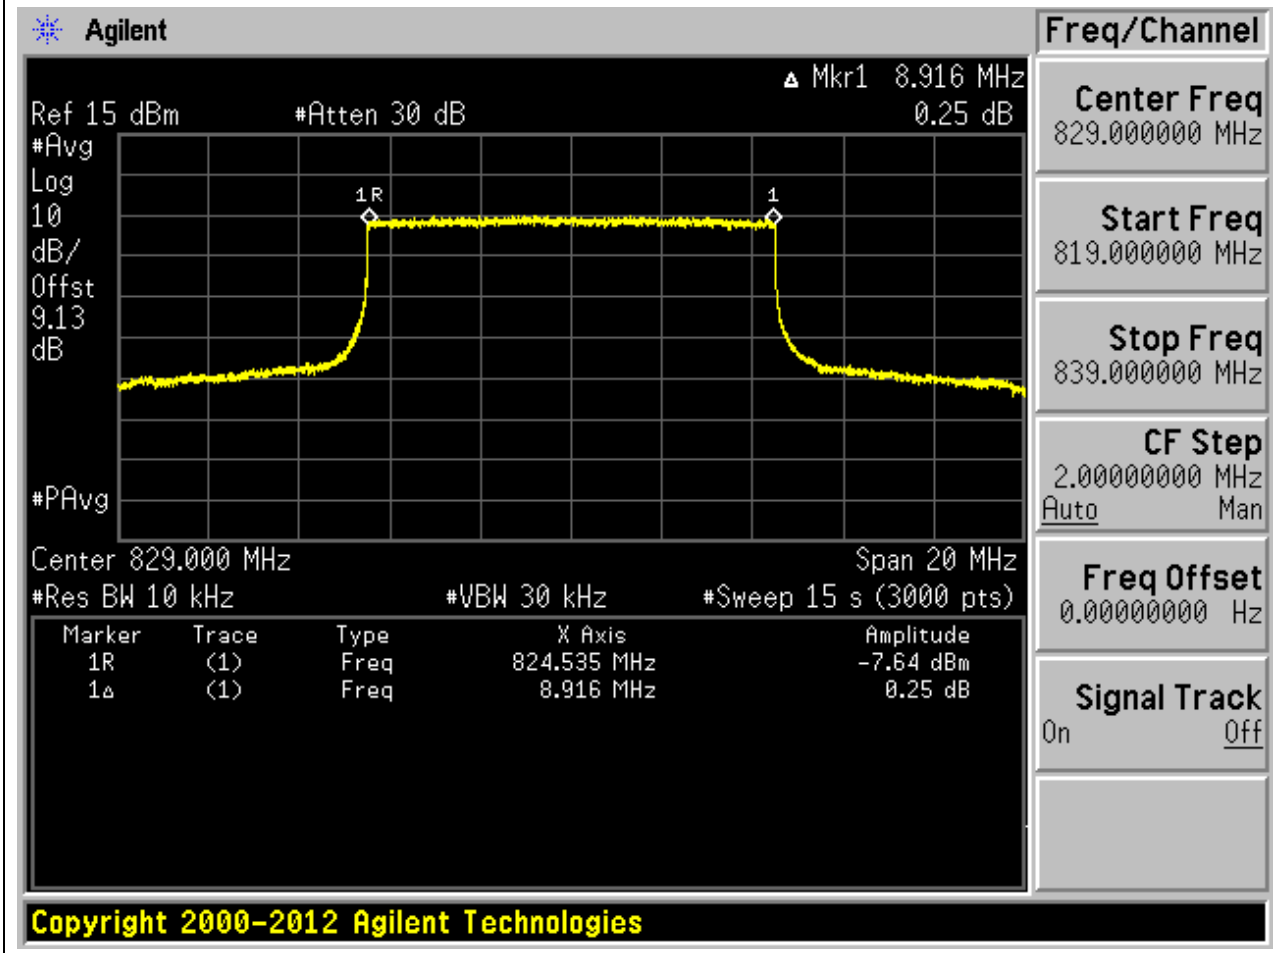 Agilent
Freq/Channel
Δ Mkr1 8.916 MHz
Ref 15 dBm #Atten 30 dB 0.25 dB
#Avg
Log
10
dB/
Offst
9.13
dB
#PAvg
1R
1
Center 829.000 MHz Span 20 MHz
#Res BW 10 kHz #VBW 30 kHz #Sweep 15 s (3000 pts)
Marker Trace Type X Axis Amplitude
1R (1) Freq 824.535 MHz -7.64 dBm
1Δ (1) Freq 8.916 MHz 0.25 dB
Center Freq
829.000000 MHz
Start Freq
819.000000 MHz
Stop Freq
839.000000 MHz
CF Step
2.00000000 MHz
Auto Man
Freq Offset
0.00000000 Hz
Signal Track
On Off
Copyright 2000-2012 Agilent Technologies